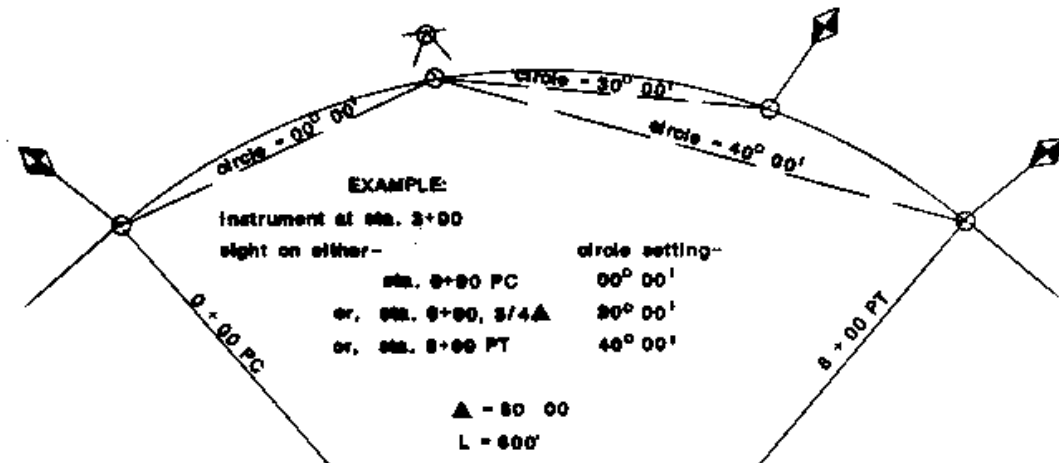 circle = 00° 00'
circle = 30° 00'
circle = 40° 00'
EXAMPLE:
instrument at sta. 3+00
sight on either-
circle setting-
sta. 0+00 PC 00° 00'
or, sta. 6+00, 3/4▲ 30° 00'
or, sta. 8+00 PT 40° 00'
0 + 00 PC
8 + 00 PT
▲ = 80 00
L = 800'